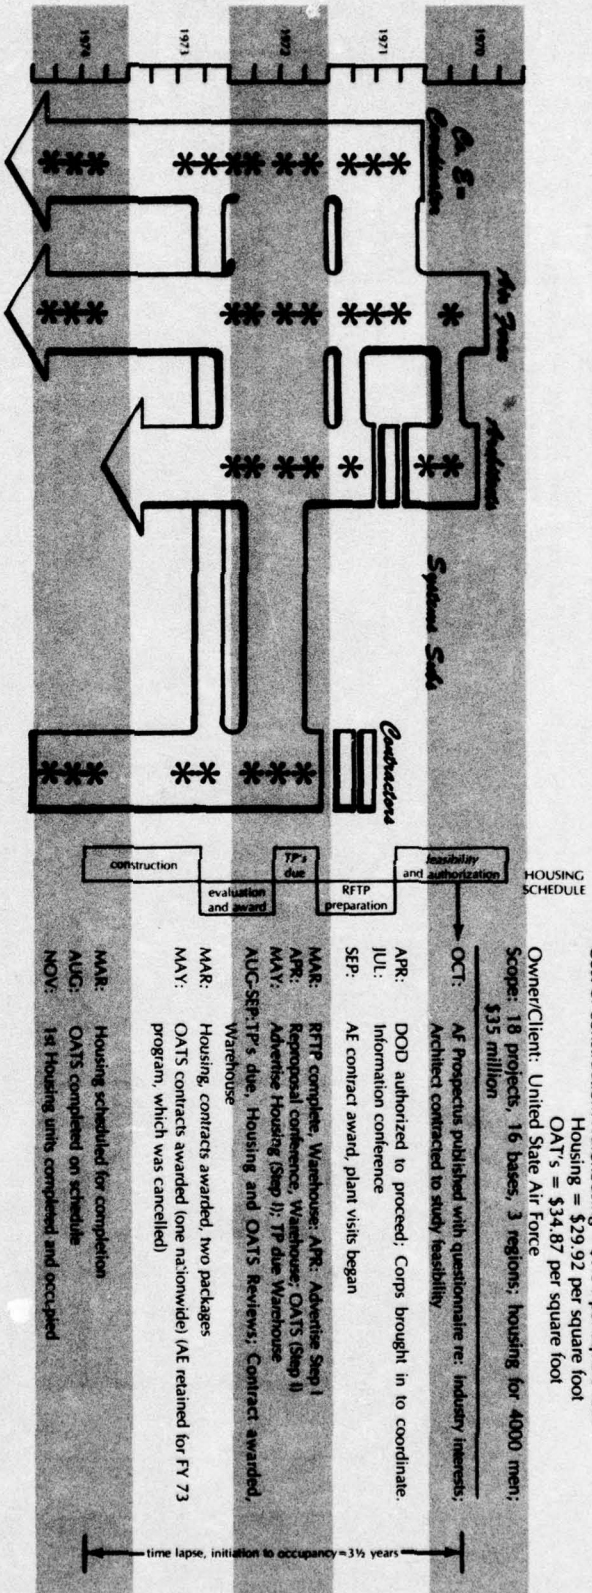 Housing = $29.92 per square foot
OAT's = $34.87 per square foot
Owner/Client: United State Air Force
Scope: 18 projects, 16 bases, 3 regions; housing for 4000 men;
$35 million
HOUSING
SCHEDULE
1970
1971
1972
1973
1974
Air Force
Architects
Systems Subs
Contractors
feasibility
and authorization
RFTP
preparation
TP's
due
evaluation
and award
construction
OCT: AF Prospectus published with questionnaire re: industry interests;
Architect contracted to study feasibility
APR: DOD authorized to proceed; Corps brought in to coordinate.
JUL: Information conference
SEP: AE contract award, plant visits began
MAR: RFTP complete, Warehouse: APR: Advertise Step I
APR: Reproposal conference, Warehouse; OATS (Step I)
MAY: Advertise Housing (Step I); TP due Warehouse
AUG-SEP: TP's due, Housing and OATS Reviews; Contract awarded,
Warehouse
MAR: Housing, contracts awarded, two packages
MAY: OATS contracts awarded (one nationwide) (AE retained for FY 73
program, which was cancelled)
MAR: Housing scheduled for completion
AUG: OATS completed on schedule
NOV: 1st Housing units completed and occupied
time lapse, initiation to occupancy=3½ years